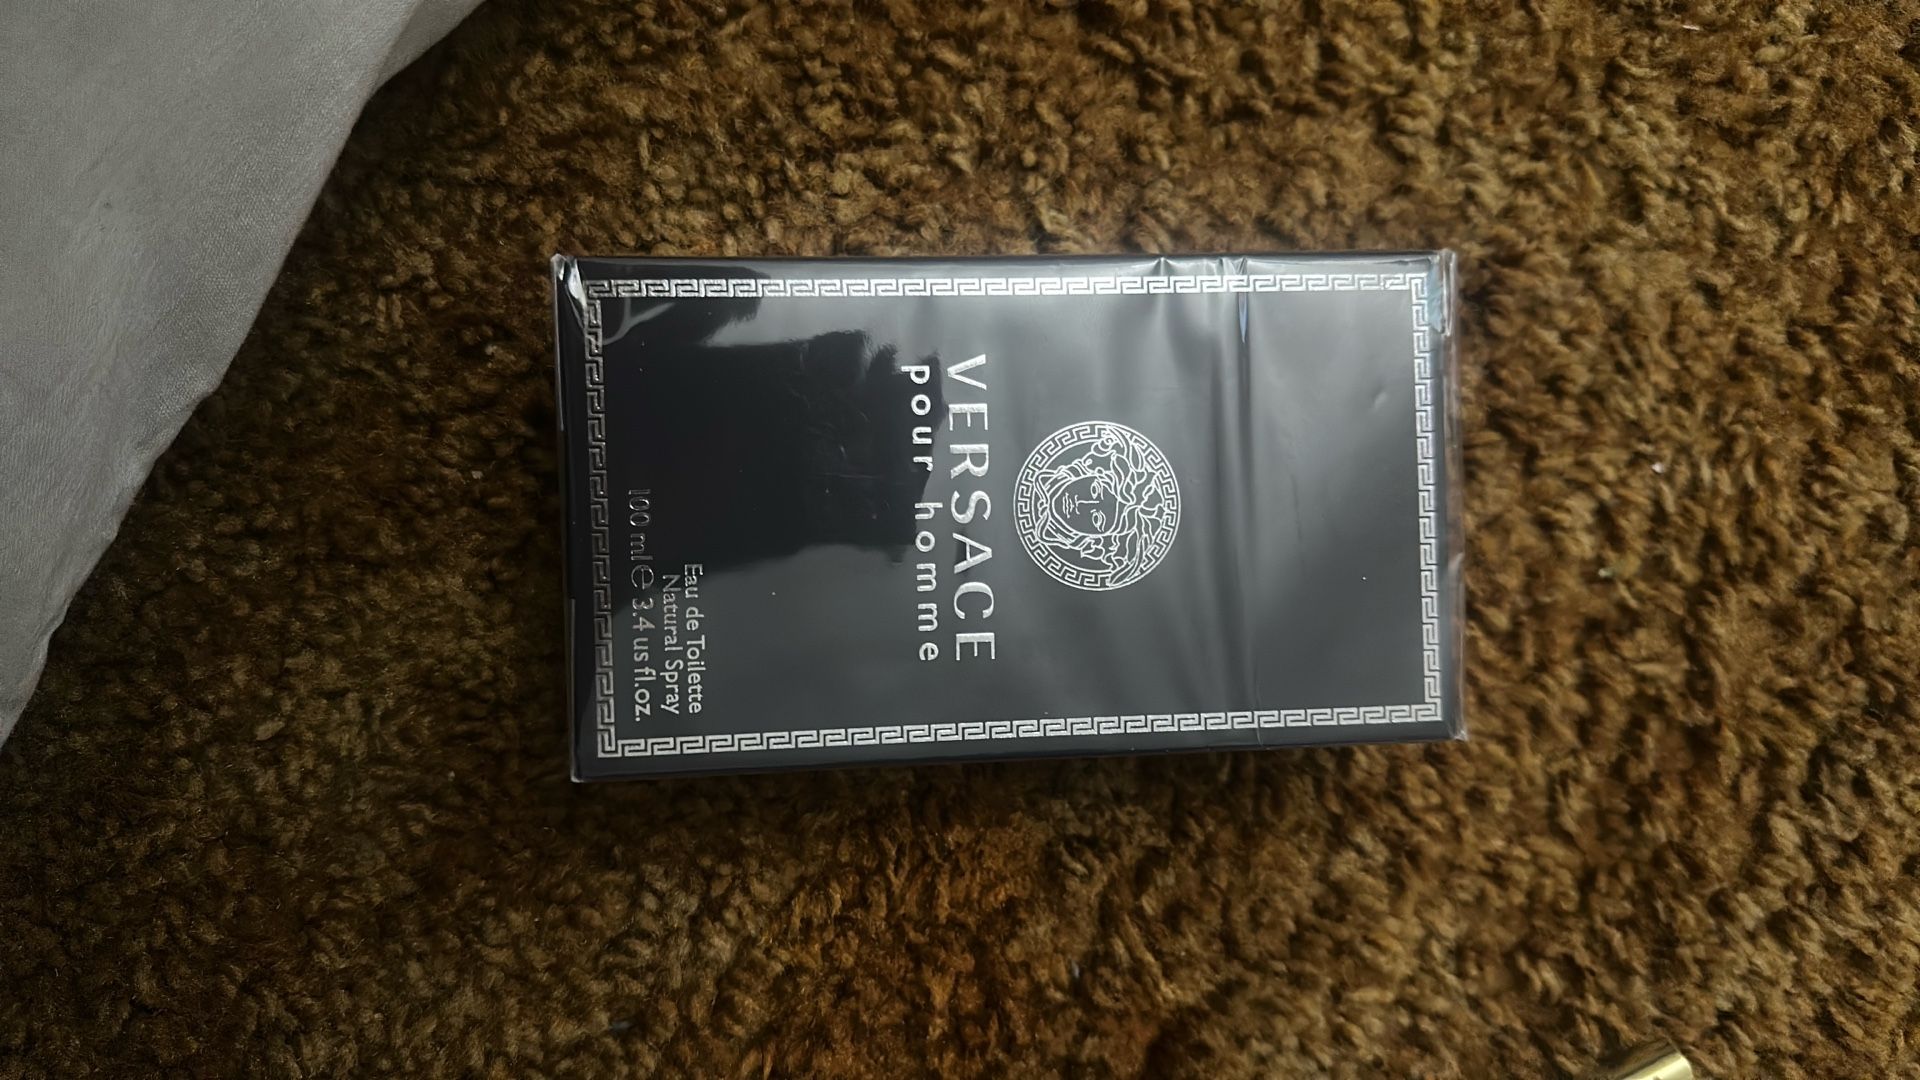 VERSACE
pour homme
Eau de Toilette
Natural Spray
100 ml ℮ 3.4 us fl.oz.